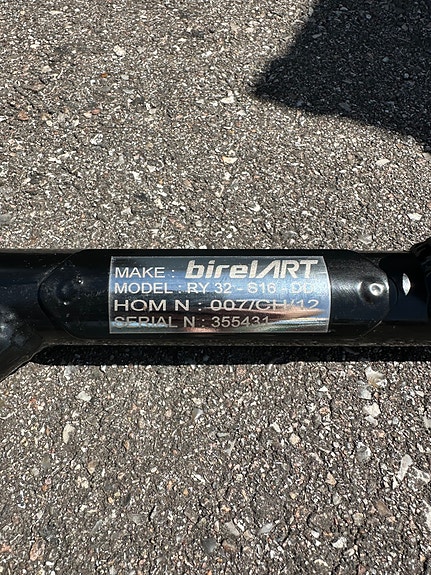 MAKE : birelART
MODEL : RY 32 - S16 - DD
HOM N : 007/CH/12
SERIAL N : 355431